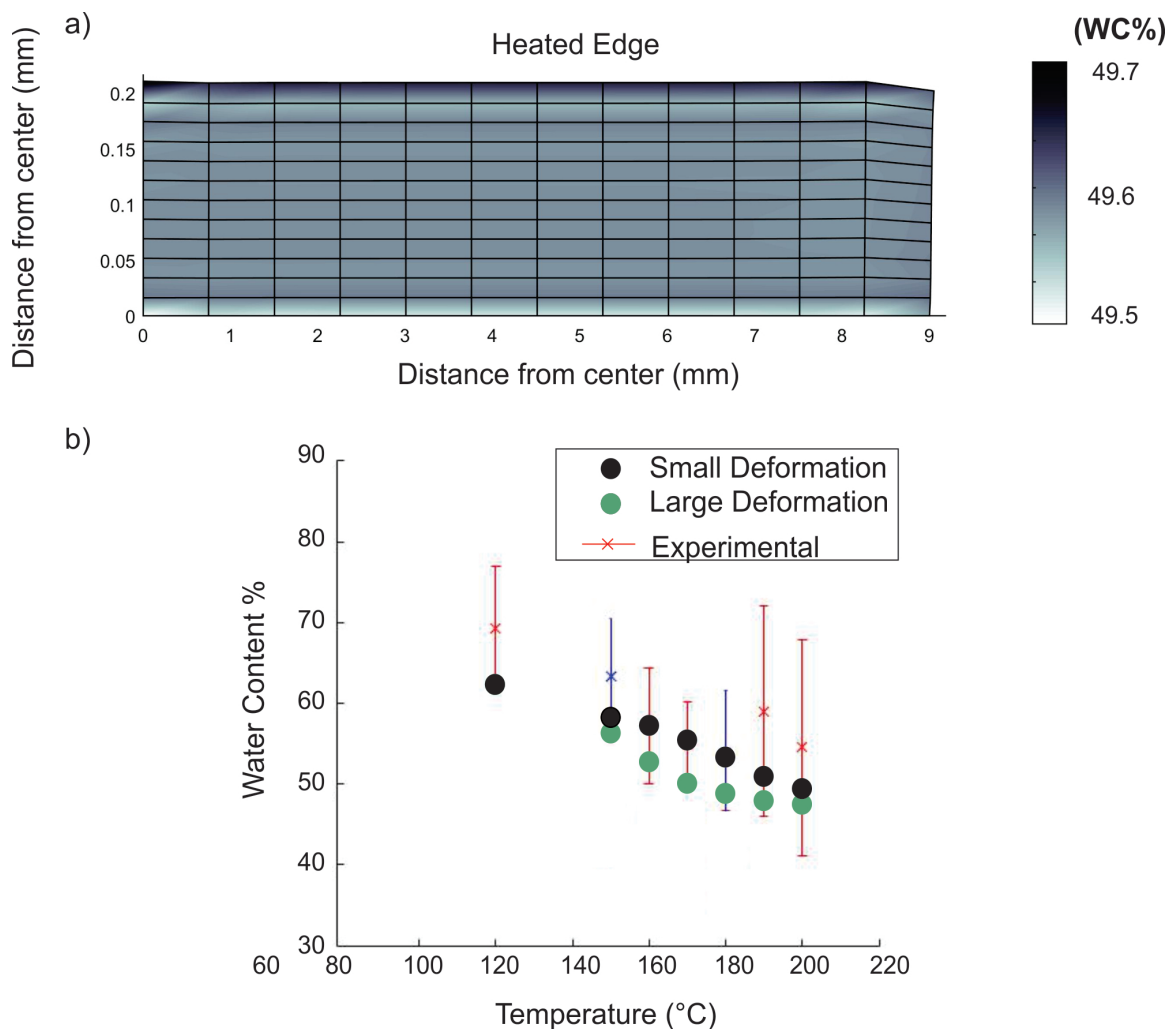 a)
Heated Edge
(WC%)
Distance from center (mm)
0.2
0.15
0.1
0.05
0
0 1 2 3 4 5 6 7 8 9
Distance from center (mm)
49.7
49.6
49.5
b)
Small Deformation
Large Deformation
Experimental
Water Content %
90
80
70
60
50
40
30
60 80 100 120 140 160 180 200 220
Temperature (°C)